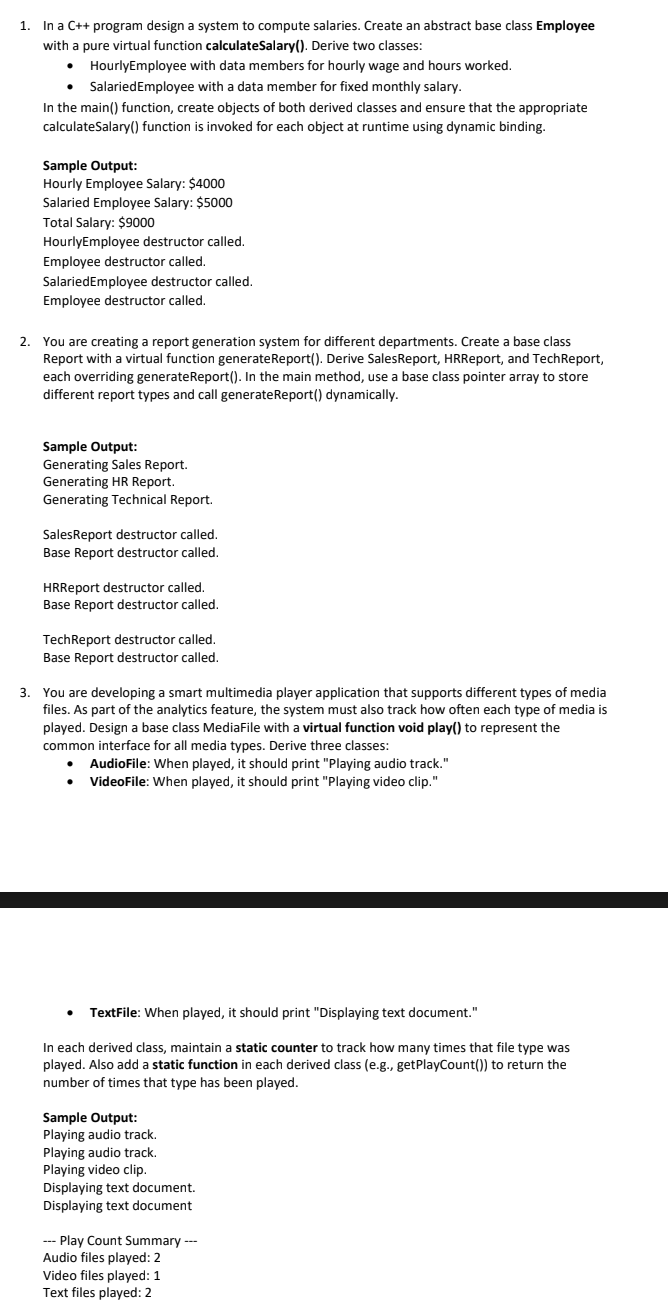 1. In a C++ program design a system to compute salaries. Create an abstract base class Employee
with a pure virtual function calculateSalary(). Derive two classes:
• HourlyEmployee with data members for hourly wage and hours worked.
• SalariedEmployee with a data member for fixed monthly salary.
In the main() function, create objects of both derived classes and ensure that the appropriate
calculateSalary() function is invoked for each object at runtime using dynamic binding.
Sample Output:
Hourly Employee Salary: $4000
Salaried Employee Salary: $5000
Total Salary: $9000
HourlyEmployee destructor called.
Employee destructor called.
SalariedEmployee destructor called.
Employee destructor called.
2. You are creating a report generation system for different departments. Create a base class
Report with a virtual function generateReport(). Derive SalesReport, HRReport, and TechReport,
each overriding generateReport(). In the main method, use a base class pointer array to store
different report types and call generateReport() dynamically.
Sample Output:
Generating Sales Report.
Generating HR Report.
Generating Technical Report.
SalesReport destructor called.
Base Report destructor called.
HRReport destructor called.
Base Report destructor called.
TechReport destructor called.
Base Report destructor called.
3. You are developing a smart multimedia player application that supports different types of media
files. As part of the analytics feature, the system must also track how often each type of media is
played. Design a base class MediaFile with a virtual function void play() to represent the
common interface for all media types. Derive three classes:
• AudioFile: When played, it should print "Playing audio track."
• VideoFile: When played, it should print "Playing video clip."
• TextFile: When played, it should print "Displaying text document."
In each derived class, maintain a static counter to track how many times that file type was
played. Also add a static function in each derived class (e.g., getPlayCount()) to return the
number of times that type has been played.
Sample Output:
Playing audio track.
Playing audio track.
Playing video clip.
Displaying text document.
Displaying text document
--- Play Count Summary ---
Audio files played: 2
Video files played: 1
Text files played: 2